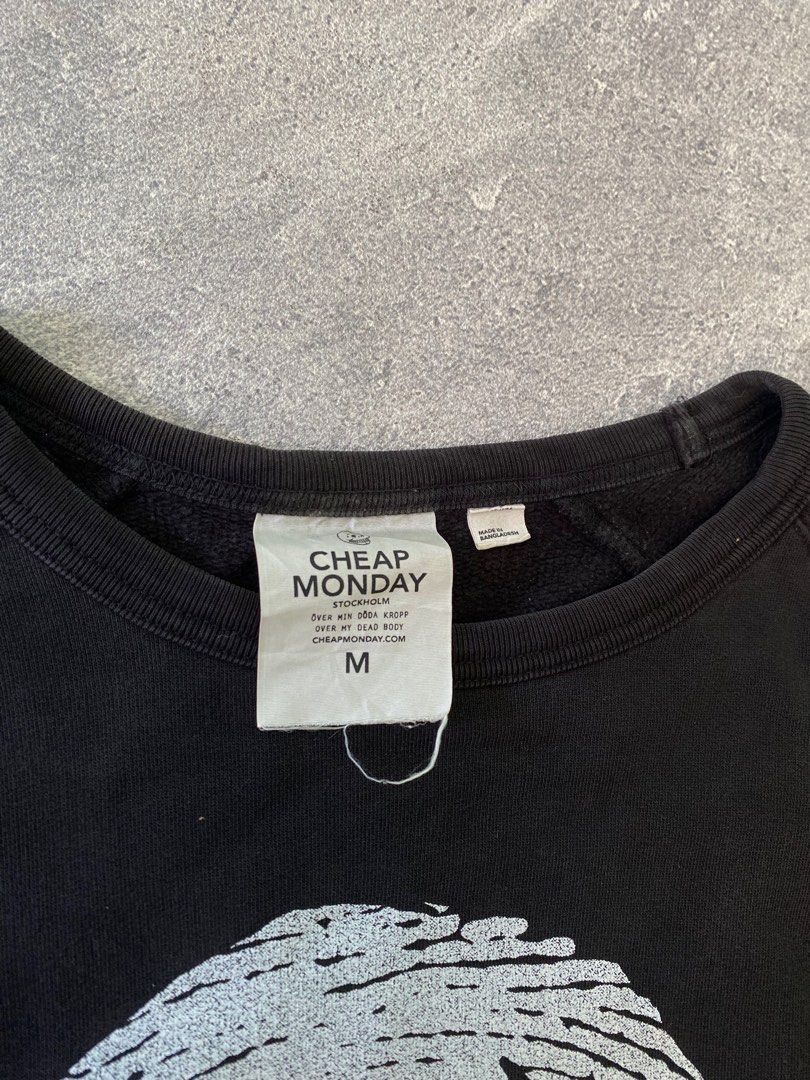 CHEAP
MONDAY
STOCKHOLM
ÖVER MIN DÖDA KROPP
OVER MY DEAD BODY
CHEAPMONDAY.COM
M
MADE IN
BANGLADESH